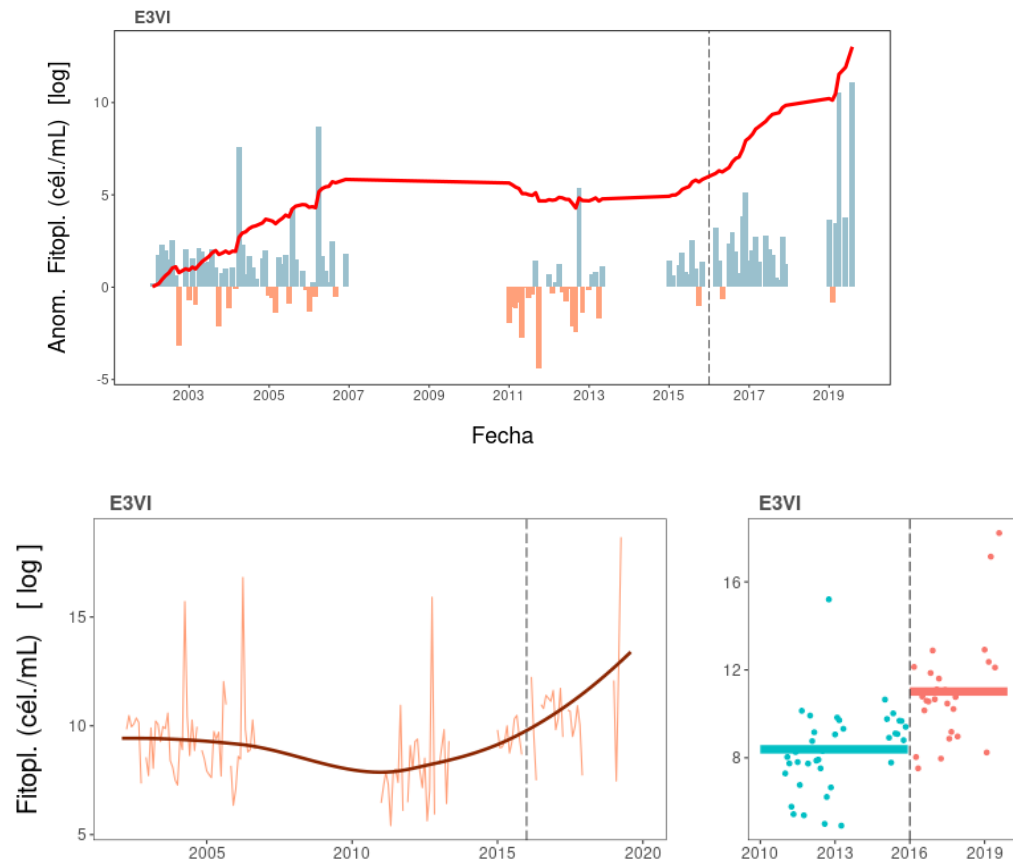 E3VI
Anom. Fitopl. (cél./mL) [log]
10
5
0
-5
2003 2005 2007 2009 2011 2013 2015 2017 2019
Fecha
E3VI
Fitopl. (cél./mL) [ log ]
15
10
5
2005 2010 2015 2020
E3VI
16
12
8
2010 2013 2016 2019